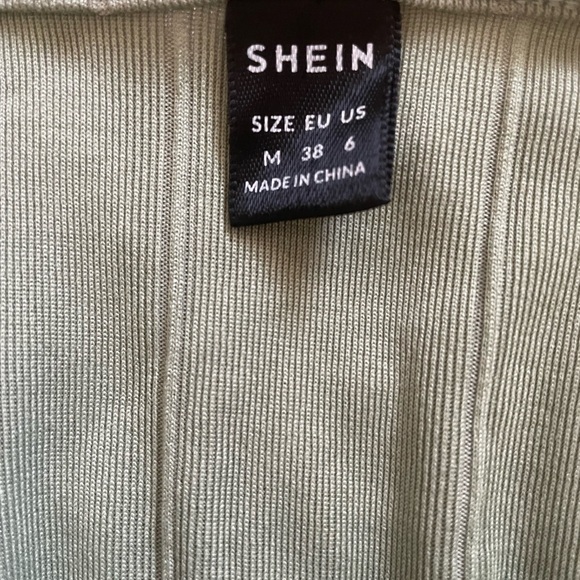 SHEIN
SIZE EU US
M 38 6
MADE IN CHINA